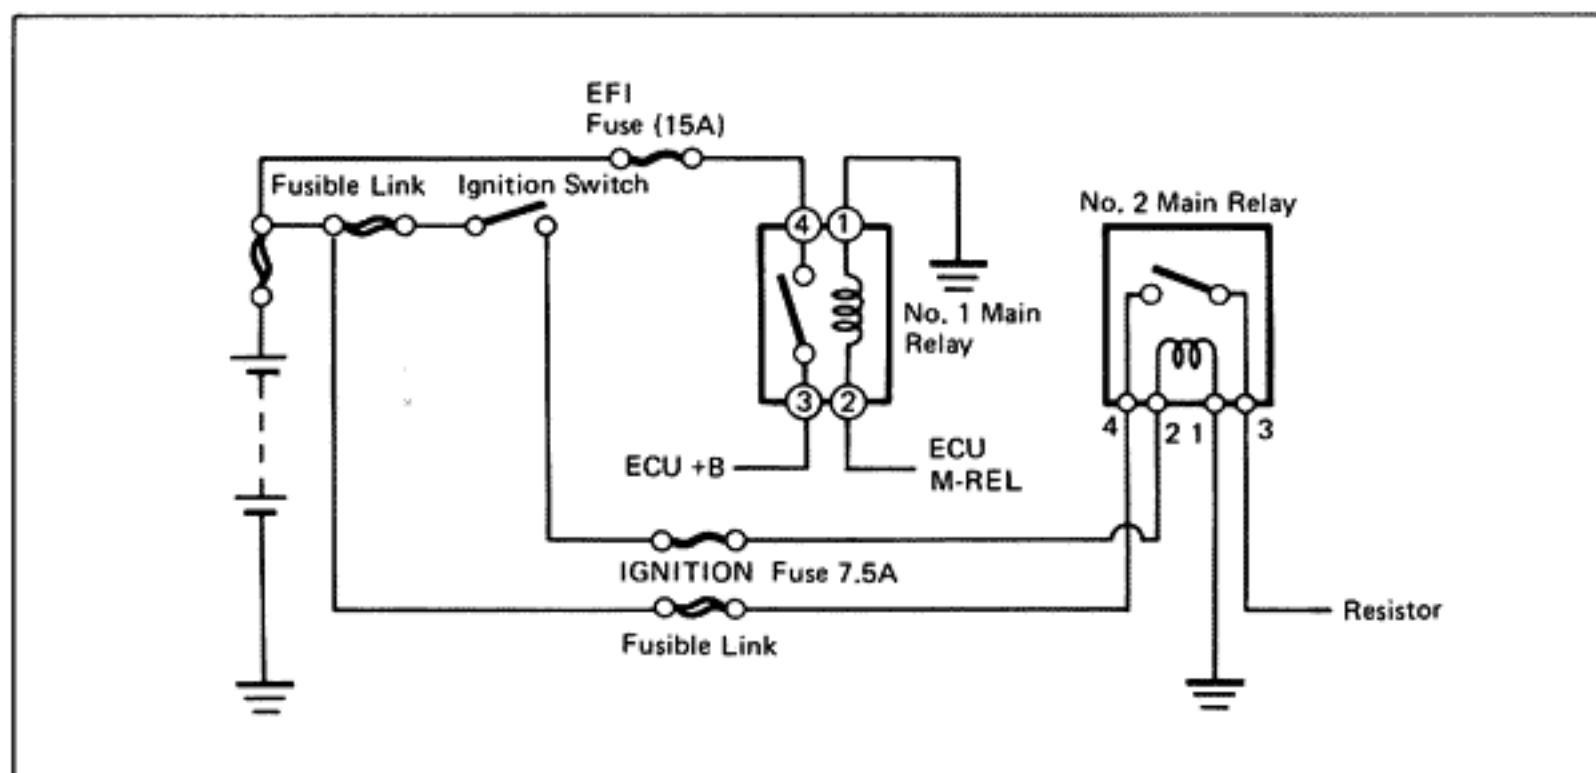 EFI
Fuse (15A)
Fusible Link
Ignition Switch
No. 2 Main Relay
4
1
No. 1 Main
Relay
3
2
4
2
1
3
ECU +B
ECU
M-REL
IGNITION Fuse 7.5A
Resistor
Fusible Link